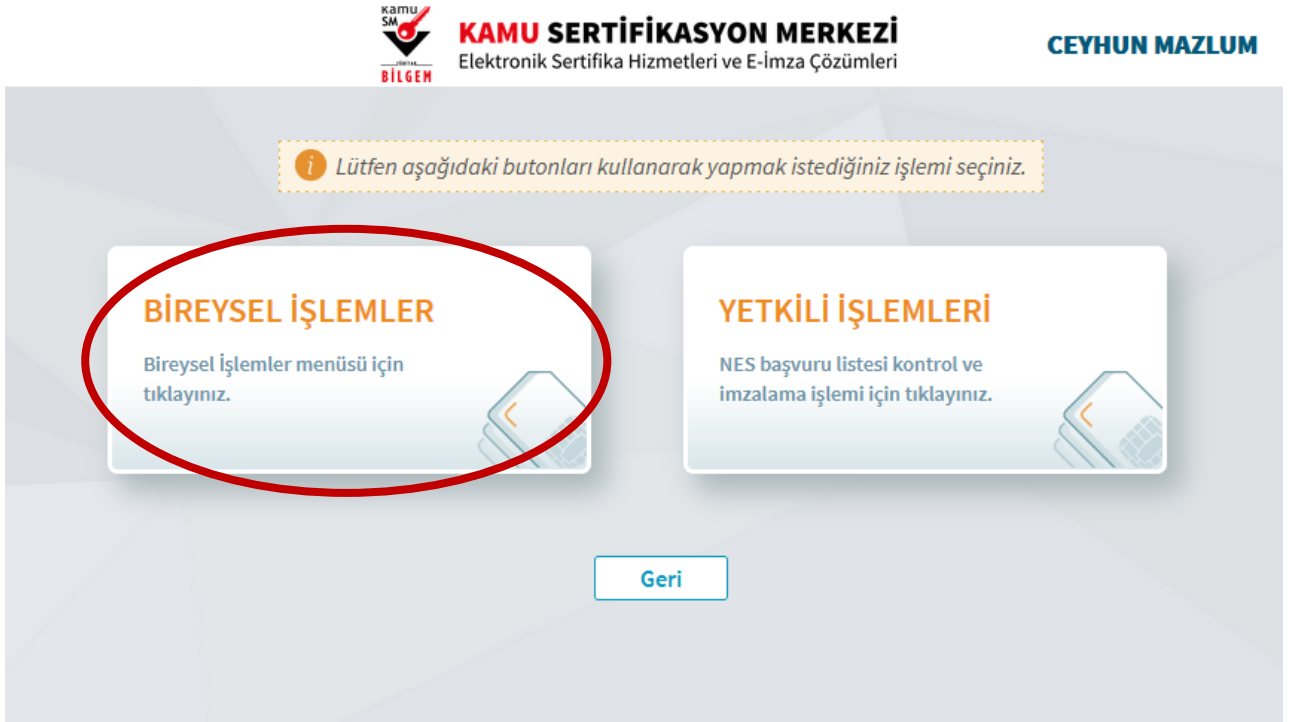 Kamu
SM
TÜBİTAK
BİLGEM
KAMU SERTİFİKASYON MERKEZİ
Elektronik Sertifika Hizmetleri ve E-İmza Çözümleri
CEYHUN MAZLUM
i Lütfen aşağıdaki butonları kullanarak yapmak istediğiniz işlemi seçiniz.
BİREYSEL İŞLEMLER
Bireysel İşlemler menüsü için
tıklayınız.
YETKİLİ İŞLEMLERİ
NES başvuru listesi kontrol ve
imzalama işlemi için tıklayınız.
Geri